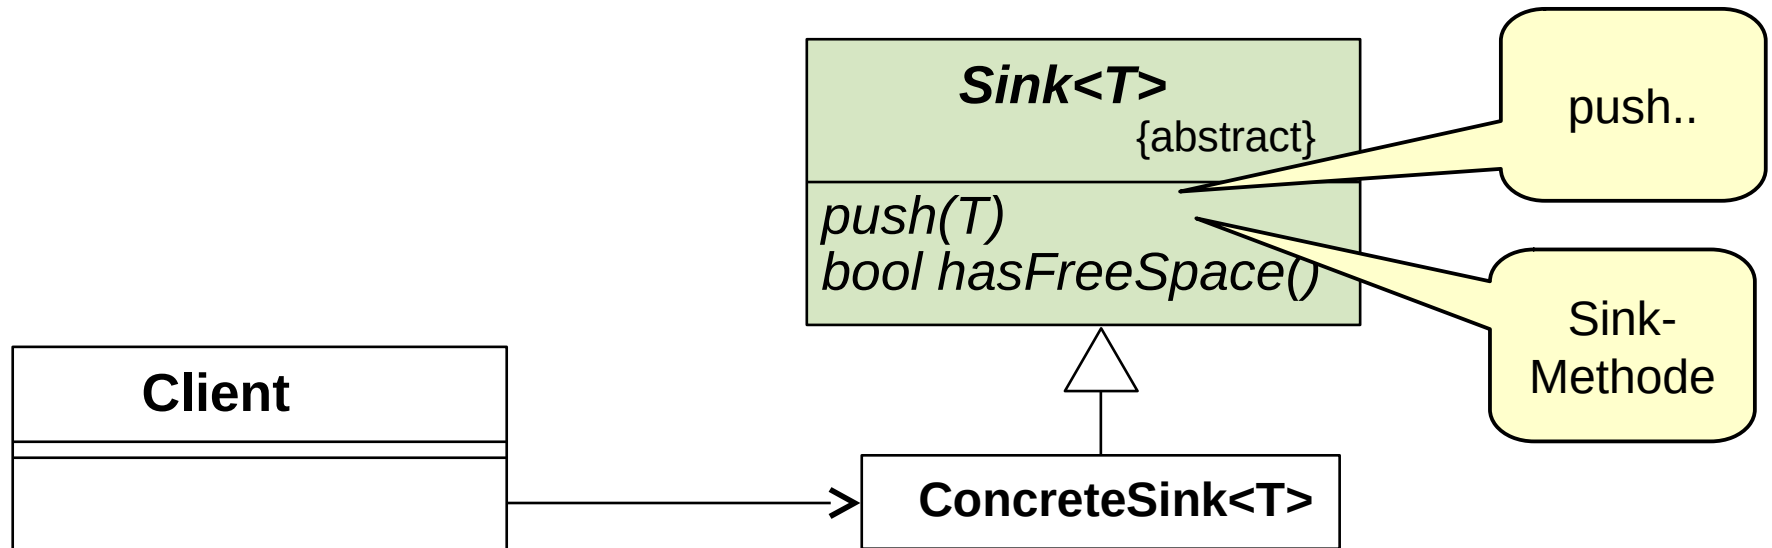 Sink<T>
{abstract}
push(T)
bool hasFreeSpace()
push..
Sink-
Methode
Client
ConcreteSink<T>